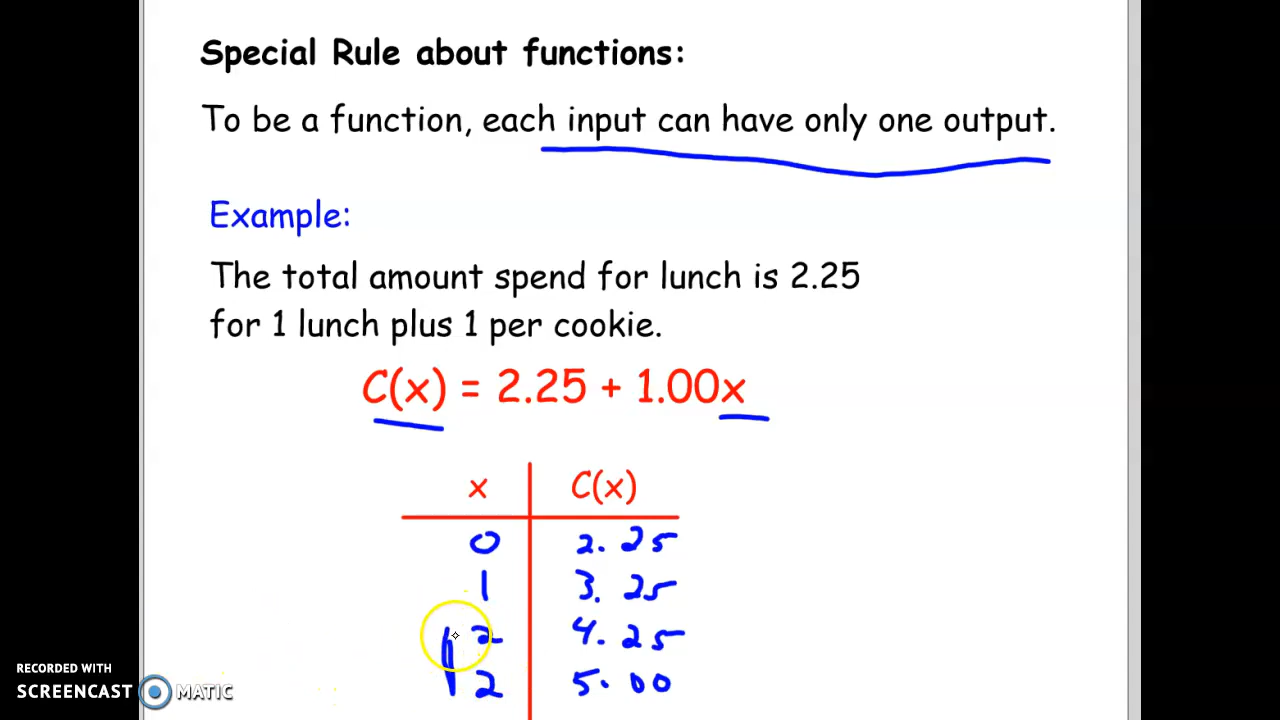 Special Rule about functions:
To be a function, each input can have only one output.
Example:
The total amount spend for lunch is 2.25
for 1 lunch plus 1 per cookie.
C(x) = 2.25 + 1.00x
x C(x)
0 2.25
1 3.25
2 4.25
2 5.00
RECORDED WITH
SCREENCAST MATIC